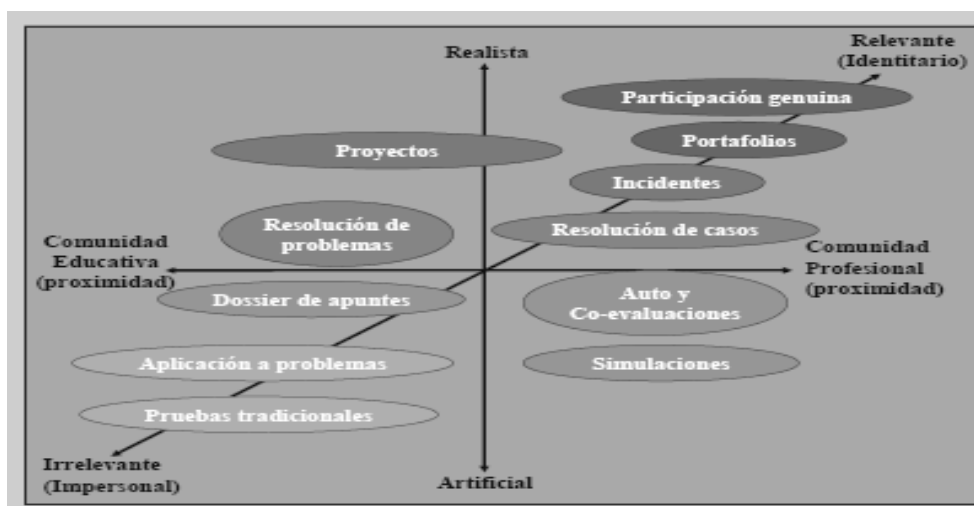 Realista
Relevante
(Identitario)
Participación genuina
Portafolios
Proyectos
Incidentes
Resolución de
problemas
Resolución de casos
Comunidad
Educativa
(proximidad)
Comunidad
Profesional
(proximidad)
Dossier de apuntes
Auto y
Co-evaluaciones
Aplicación a problemas
Simulaciones
Pruebas tradicionales
Irrelevante
(Impersonal)
Artificial